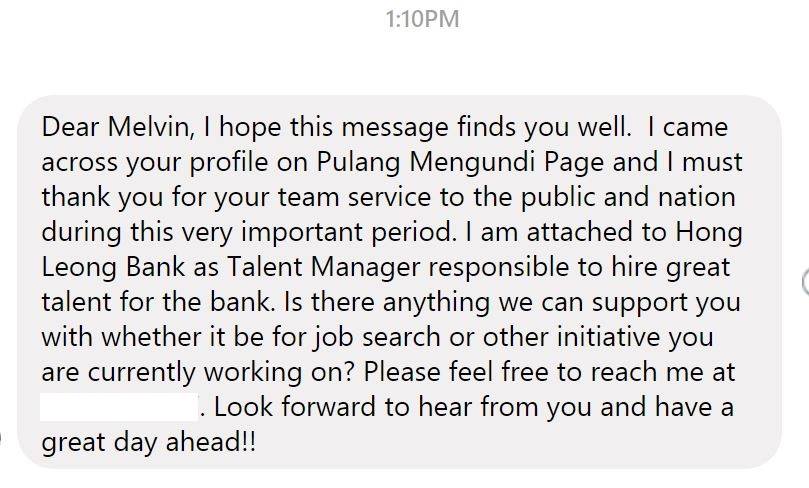 1:10PM
Dear Melvin, I hope this message finds you well.  I came
across your profile on Pulang Mengundi Page and I must
thank you for your team service to the public and nation
during this very important period. I am attached to Hong
Leong Bank as Talent Manager responsible to hire great
talent for the bank. Is there anything we can support you
with whether it be for job search or other initiative you
are currently working on? Please feel free to reach me at
. Look forward to hear from you and have a
great day ahead!!